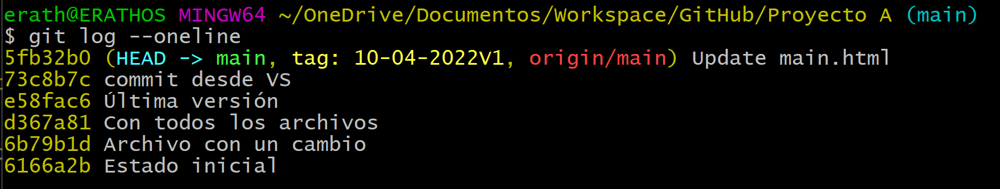 erath@ERATHOS MINGW64 ~/OneDrive/Documentos/Workspace/GitHub/Proyecto A (main)
$ git log --oneline
5fb32b0 (HEAD -> main, tag: 10-04-2022V1, origin/main) Update main.html
73c8b7c commit desde VS
e58fac6 Última versión
d367a81 Con todos los archivos
6b79b1d Archivo con un cambio
6166a2b Estado inicial